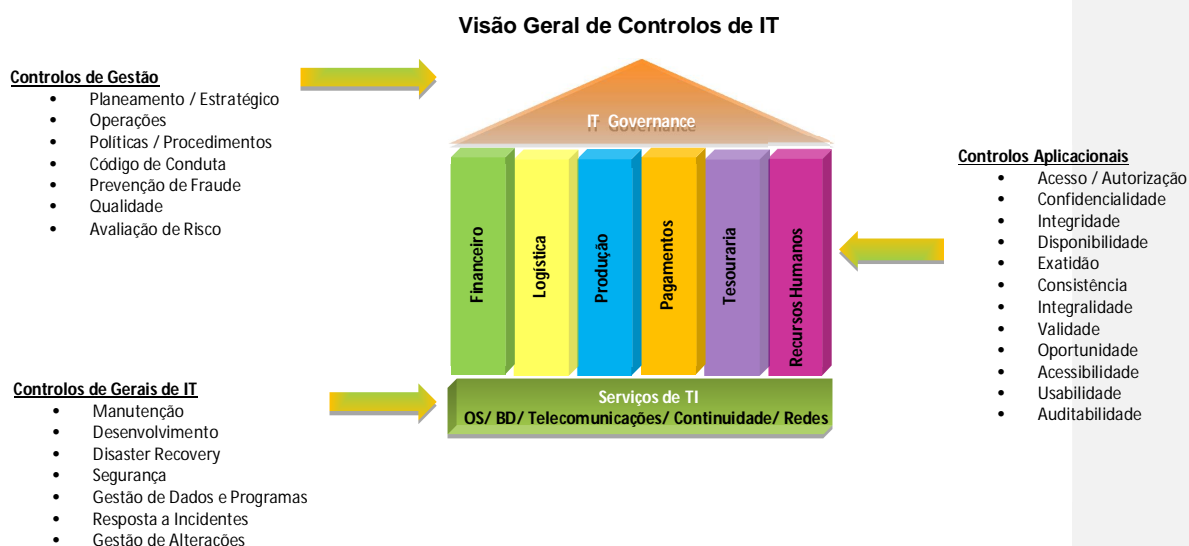 Visão Geral de Controlos de IT
Controlos de Gestão
• Planeamento / Estratégico
• Operações
• Políticas / Procedimentos
• Código de Conduta
• Prevenção de Fraude
• Qualidade
• Avaliação de Risco
IT Governance
Financeiro
Logística
Produção
Pagamentos
Tesouraria
Recursos Humanos
Serviços de TI
OS/ BD/ Telecomunicações/ Continuidade/ Redes
Controlos Aplicacionais
• Acesso / Autorização
• Confidencialidade
• Integridade
• Disponibilidade
• Exatidão
• Consistência
• Integralidade
• Validade
• Oportunidade
• Acessibilidade
• Usabilidade
• Auditabilidade
Controlos de Gerais de IT
• Manutenção
• Desenvolvimento
• Disaster Recovery
• Segurança
• Gestão de Dados e Programas
• Resposta a Incidentes
• Gestão de Alterações